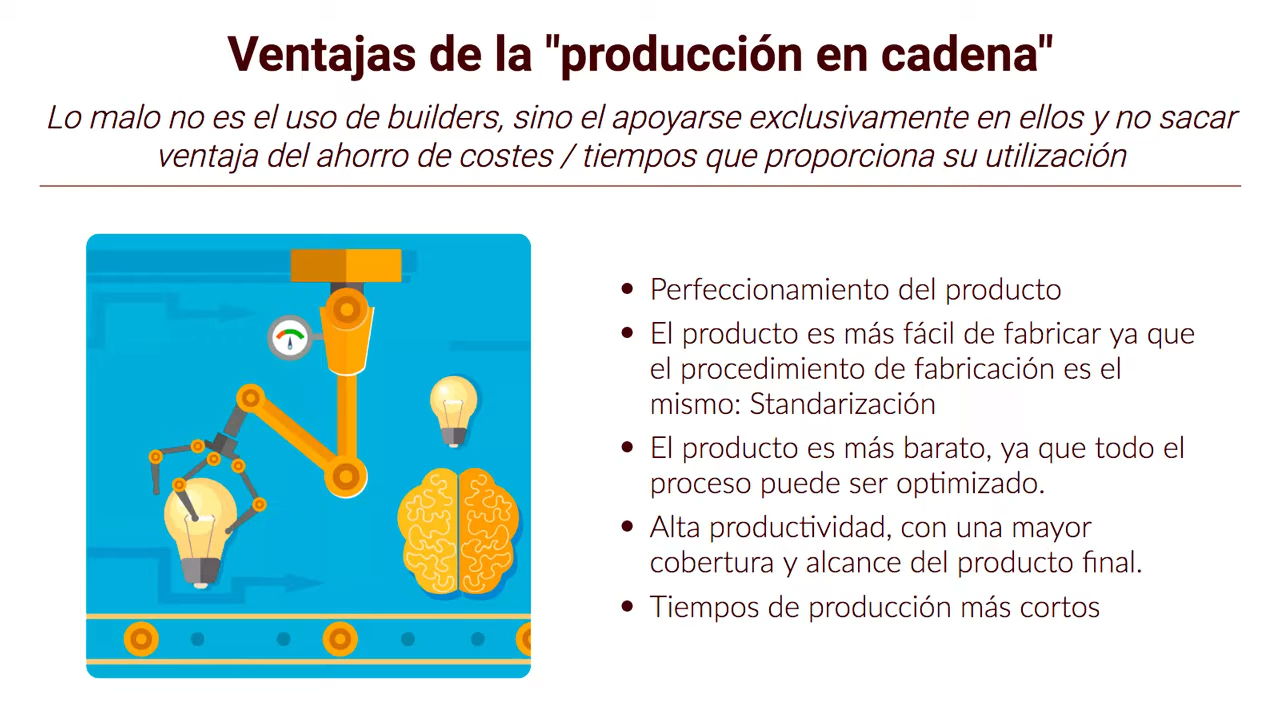 Ventajas de la "producción en cadena"
Lo malo no es el uso de builders, sino el apoyarse exclusivamente en ellos y no sacar
ventaja del ahorro de costes / tiempos que proporciona su utilización
• Perfeccionamiento del producto
• El producto es más fácil de fabricar ya que
el procedimiento de fabricación es el
mismo: Standarización
• El producto es más barato, ya que todo el
proceso puede ser optimizado.
• Alta productividad, con una mayor
cobertura y alcance del producto final.
• Tiempos de producción más cortos